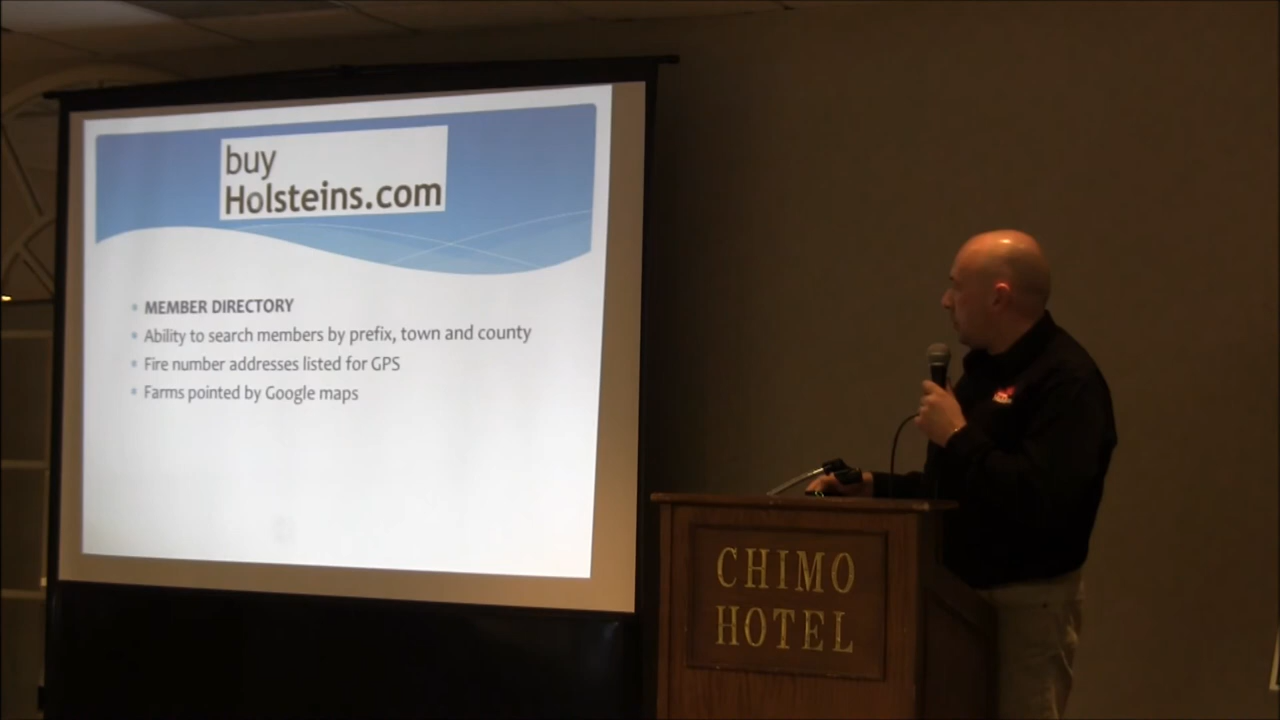 buy
Holsteins.com
MEMBER DIRECTORY
Ability to search members by prefix, town and county
Fire number addresses listed for GPS
Farms pointed by Google maps
CHIMO
HOTEL